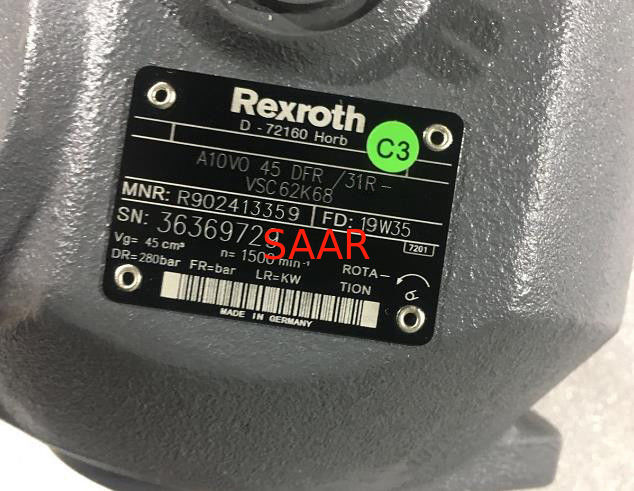 Rexroth
D - 72160 Horb
C3
A10VO 45 DFR /31R-
VSC62K68
MNR: R902413359 FD: 19W35
SN: 36369729 7201
SAAR
Vg= 45 cm³ n= 1500 min⁻¹
DR=280bar FR=bar LR=KW
ROTA-
TION
MADE IN GERMANY